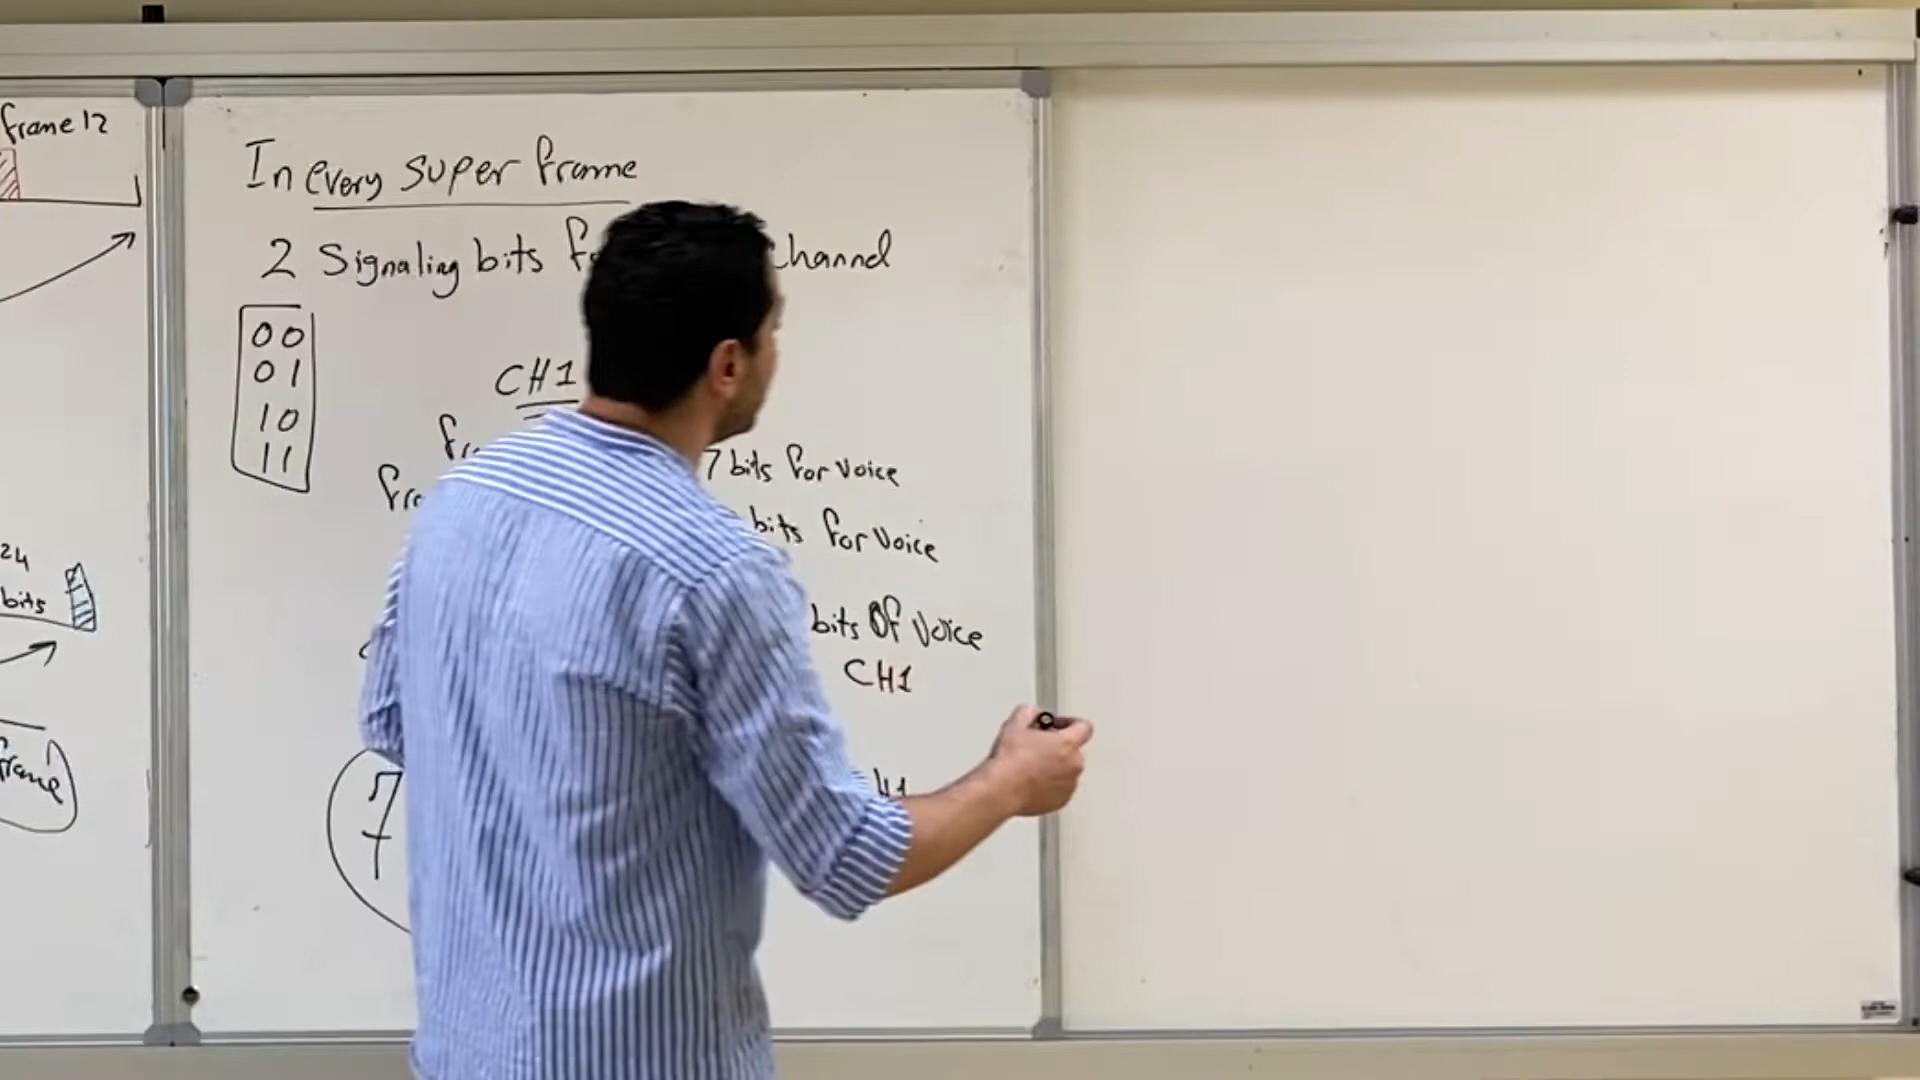 frame 12
24
bits
frame
In every super frame
2 Signaling bits channel
00
01
10
11
CH1
7 bits for voice
bits for voice
bits of voice
CH1
7